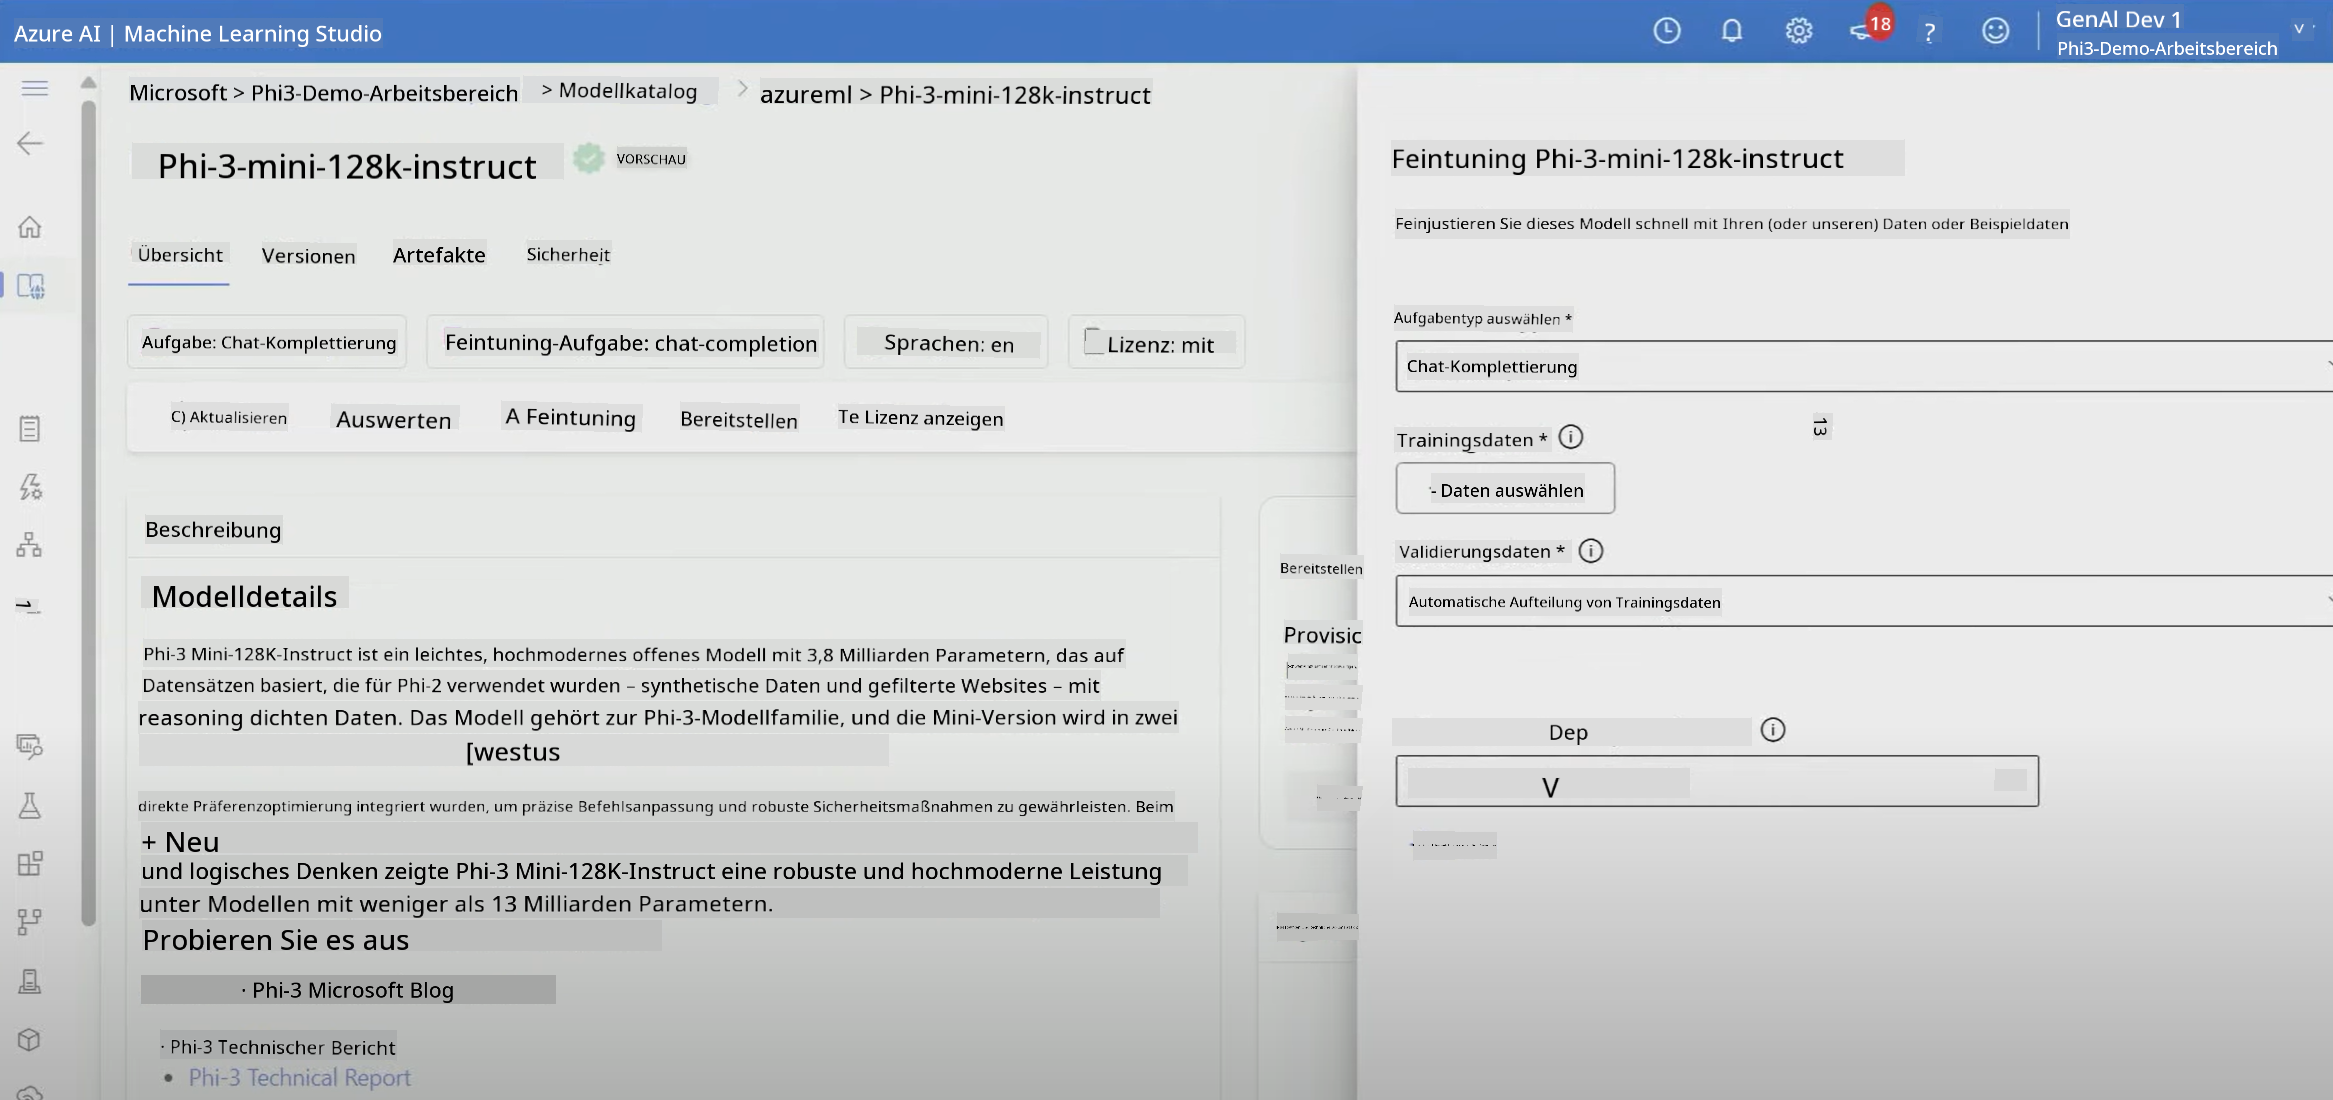 Azure AI | Machine Learning Studio
18
?
GenAI Dev 1
Phi3-Demo-Arbeitsbereich
Microsoft > Phi3-Demo-Arbeitsbereich > Modellkatalog > azureml > Phi-3-mini-128k-instruct
Phi-3-mini-128k-instruct VORSCHAU
Übersicht Versionen Artefakte Sicherheit
Aufgabe: Chat-Komplettierung Feintuning-Aufgabe: chat-completion Sprachen: en Lizenz: mit
C) Aktualisieren Auswerten A Feintuning Bereitstellen Te Lizenz anzeigen
Beschreibung
Modelldetails
Phi-3 Mini-128K-Instruct ist ein leichtes, hochmodernes offenes Modell mit 3,8 Milliarden Parametern, das auf
Datensätzen basiert, die für Phi-2 verwendet wurden – synthetische Daten und gefilterte Websites – mit
reasoning dichten Daten. Das Modell gehört zur Phi-3-Modellfamilie, und die Mini-Version wird in zwei
[westus
direkte Präferenzoptimierung integriert wurden, um präzise Befehlsanpassung und robuste Sicherheitsmaßnahmen zu gewährleisten. Beim
+ Neu
und logisches Denken zeigte Phi-3 Mini-128K-Instruct eine robuste und hochmoderne Leistung
unter Modellen mit weniger als 13 Milliarden Parametern.
Probieren Sie es aus
· Phi-3 Microsoft Blog
· Phi-3 Technischer Bericht
• Phi-3 Technical Report
Bereitstellen
Provisic
Feintuning Phi-3-mini-128k-instruct
Feinjustieren Sie dieses Modell schnell mit Ihren (oder unseren) Daten oder Beispieldaten
Aufgabentyp auswählen *
Chat-Komplettierung
13
Trainingsdaten *
- Daten auswählen
Validierungsdaten *
Automatische Aufteilung von Trainingsdaten
Dep
V